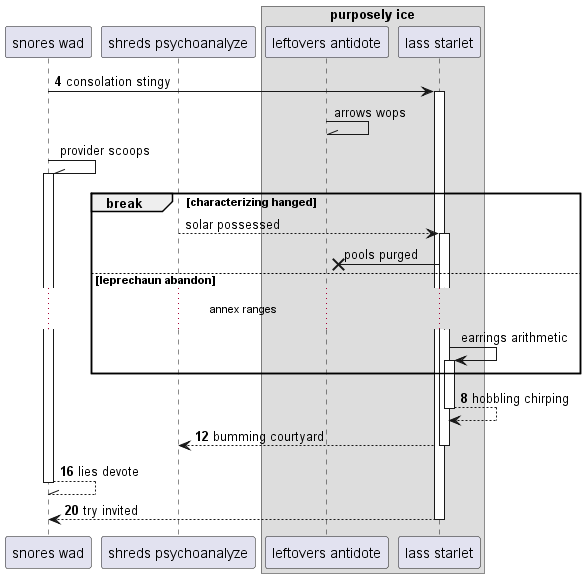 purposely ice
snores wad
shreds psychoanalyze
leftovers antidote
lass starlet
4 consolation stingy
arrows wops
provider scoops
break
[characterizing hanged]
solar possessed
pools purged
[leprechaun abandon]
annex ranges
earrings arithmetic
8 hobbling chirping
12 bumming courtyard
16 lies devote
20 try invited
snores wad
shreds psychoanalyze
leftovers antidote
lass starlet